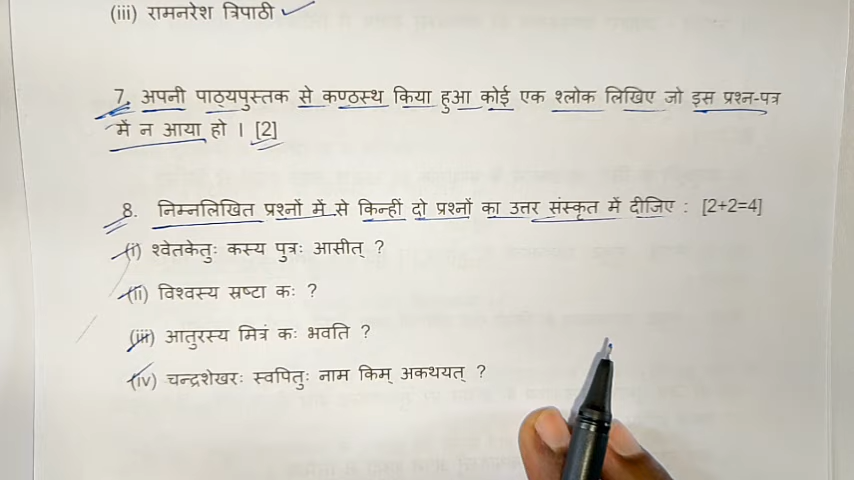 (iii) रामनरेश त्रिपाठी
7. अपनी पाठ्यपुस्तक से कण्ठस्थ किया हुआ कोई एक श्लोक लिखिए जो इस प्रश्न-पत्र
में न आया हो । [2]
8. निम्नलिखित प्रश्नों में से किन्हीं दो प्रश्नों का उत्तर संस्कृत में दीजिए : [2+2=4]
(i) श्वेतकेतुः कस्य पुत्रः आसीत् ?
(ii) विश्वस्य स्रष्टा कः ?
(iii) आतुरस्य मित्रं कः भवति ?
(iv) चन्द्रशेखरः स्वपितुः नाम किम् अकथयत् ?